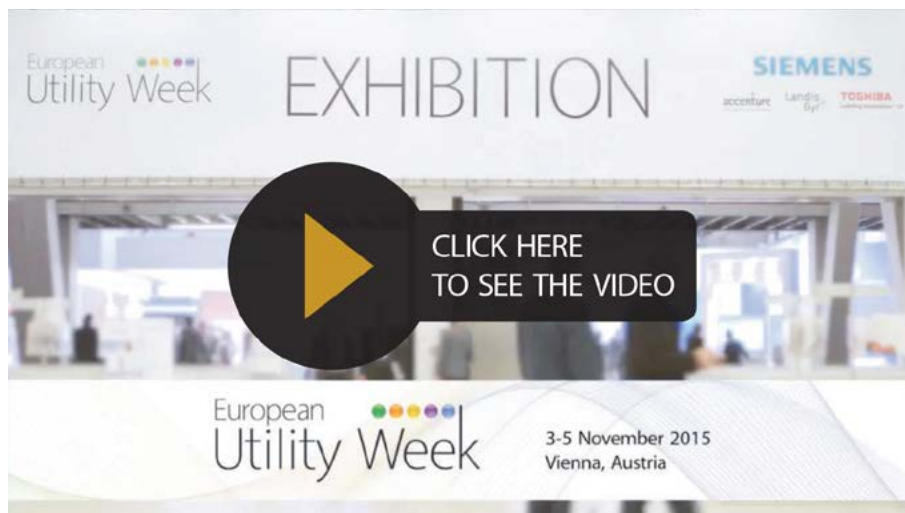 European
Utility Week
EXHIBITION
SIEMENS
accenture
Landis
Gyr
TOSHIBA
CLICK HERE
TO SEE THE VIDEO
European
Utility Week
3-5 November 2015
Vienna, Austria